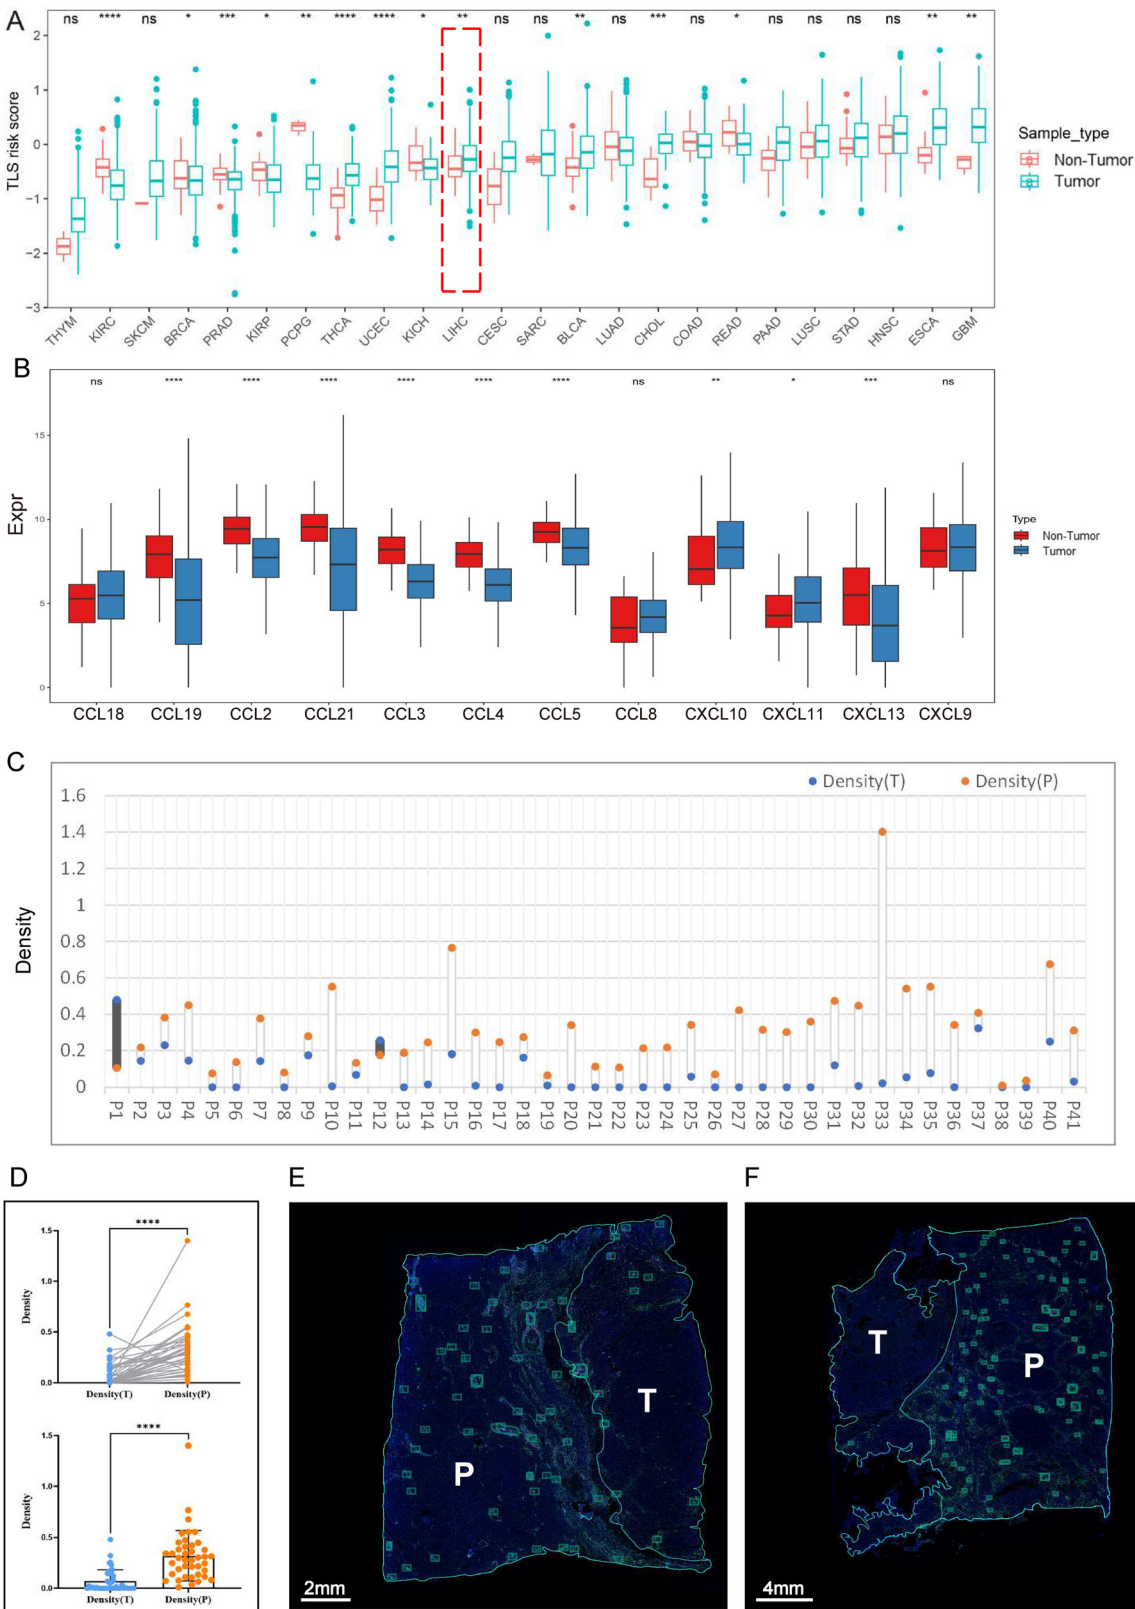 A
ns **** ns * *** * ** **** **** * ** ns ns ** ns *** ns * ns ns ns ns ** **
TLS risk score
2
1
0
−1
−2
−3
THYM KIRC SKCM BRCA PRAD KIRP PCPG THCA UCEC KICH LIHC CESC SARC BLCA LUAD CHOL COAD READ PAAD LUSC STAD HNSC ESCA GBM
Sample_type
Non-Tumor
Tumor
B
ns **** **** **** **** **** **** ns ** * *** ns
Expr
15
10
5
0
CCL18 CCL19 CCL2 CCL21 CCL3 CCL4 CCL5 CCL8 CXCL10 CXCL11 CXCL13 CXCL9
Type
Non-Tumor
Tumor
C
Density(T) Density(P)
Density
1.6
1.4
1.2
1
0.8
0.6
0.4
0.2
0
P1 P2 P3 P4 P5 P6 P7 P8 P9 P10 P11 P12 P13 P14 P15 P16 P17 P18 P19 P20 P21 P22 P23 P24 P25 P26 P27 P28 P29 P30 P31 P32 P33 P34 P35 P36 P37 P38 P39 P40 P41
D
****
Density
1.5
1.0
0.5
0.0
Density(T) Density(P)
****
Density
1.5
1.0
0.5
0.0
Density(T) Density(P)
E
T
P
2mm
F
T
P
4mm